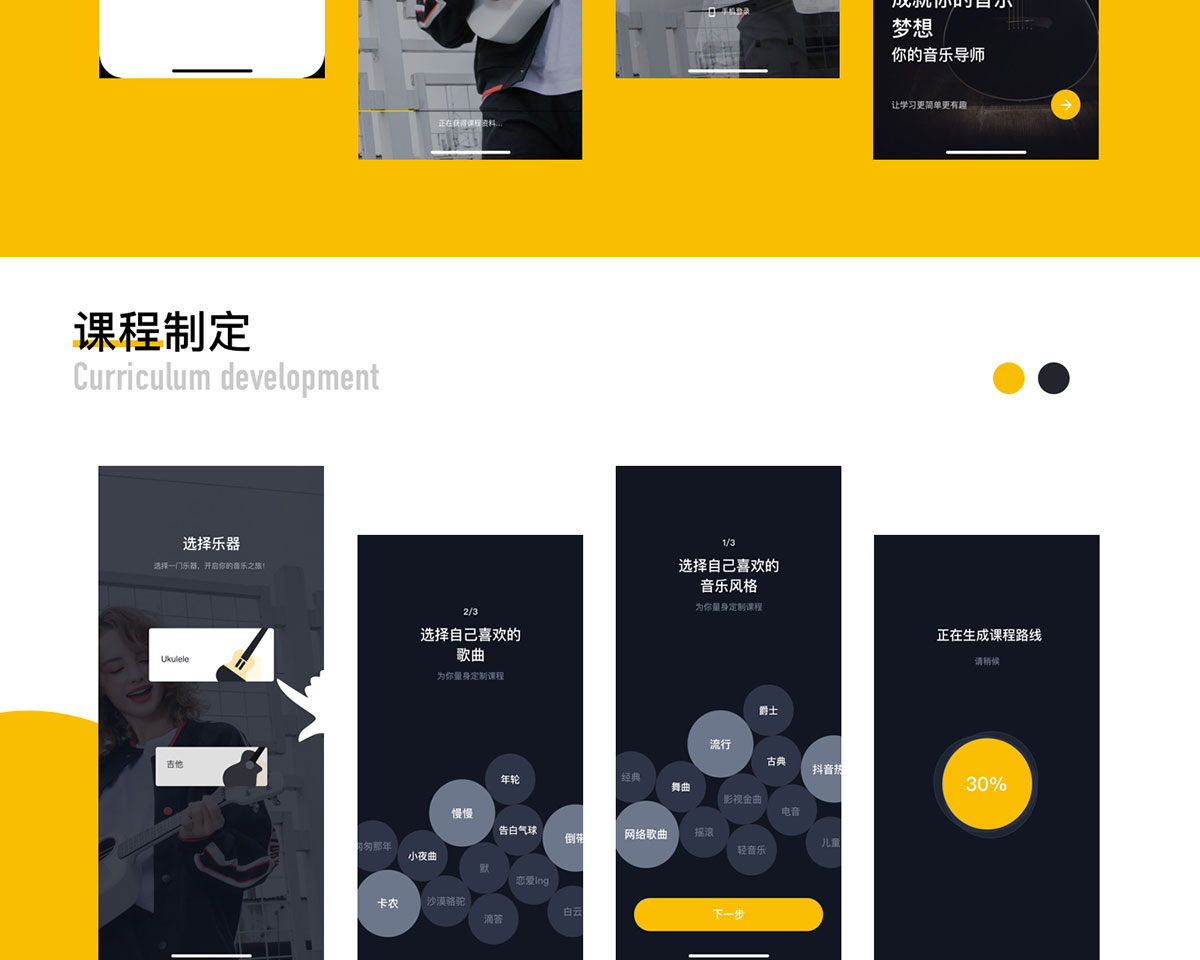 手机登录
成就你的音乐
梦想
你的音乐导师
让学习更简单更有趣
正在获得课程资料...
课程制定
Curriculum development
选择乐器
选择一门乐器，开启你的音乐之旅！
Ukulele
吉他
2/3
选择自己喜欢的
歌曲
为你量身定制课程
年轮
慢慢
告白气球
倒带
匆匆那年
小夜曲
默
恋爱ing
卡农
沙漠骆驼
滴答
白云
1/3
选择自己喜欢的
音乐风格
为你量身定制课程
爵士
流行
古典
抖音热
经典
舞曲
影视金曲
电音
网络歌曲
摇滚
轻音乐
儿童
下一步
正在生成课程路线
请稍候
30%